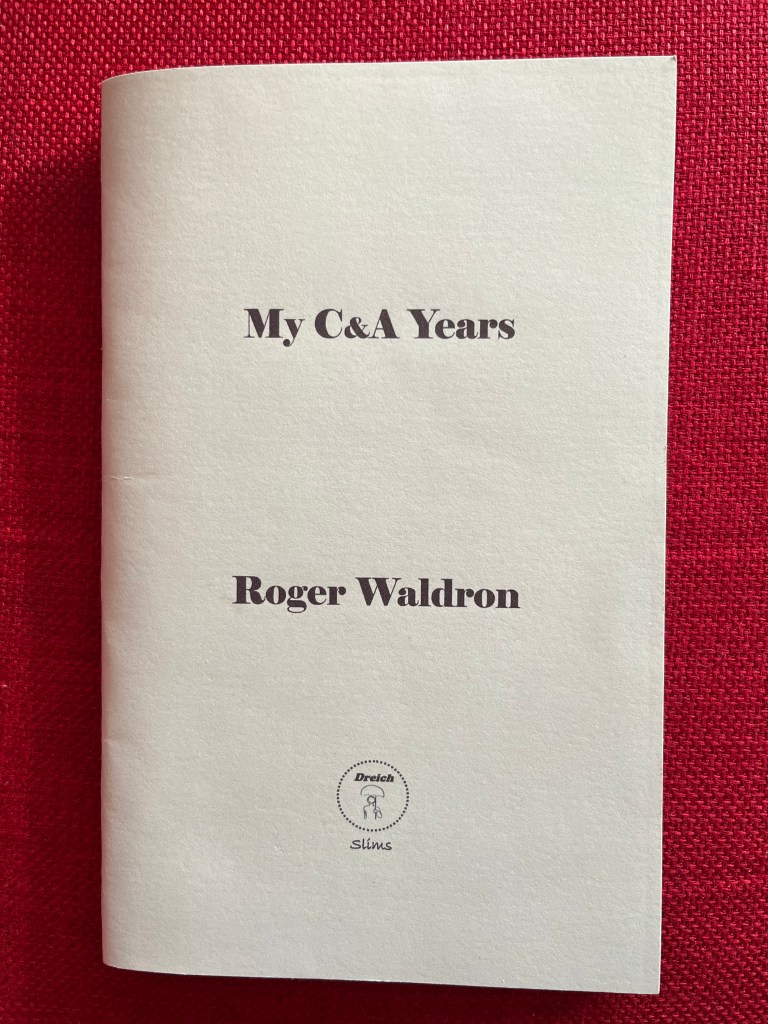 My C&A Years
Roger Waldron
Dreich
Slims